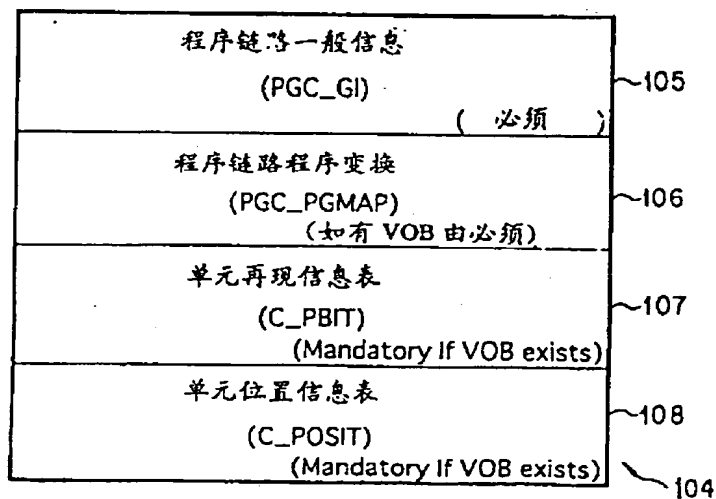 程序链路一般信息
(PGC_GI)
( 必须 )
105
程序链路程序变换
(PGC_PGMAP)
(如有 VOB 由必须)
106
单元再现信息表
(C_PBIT)
(Mandatory If VOB exists)
107
单元位置信息表
(C_POSIT)
(Mandatory If VOB exists)
108
104